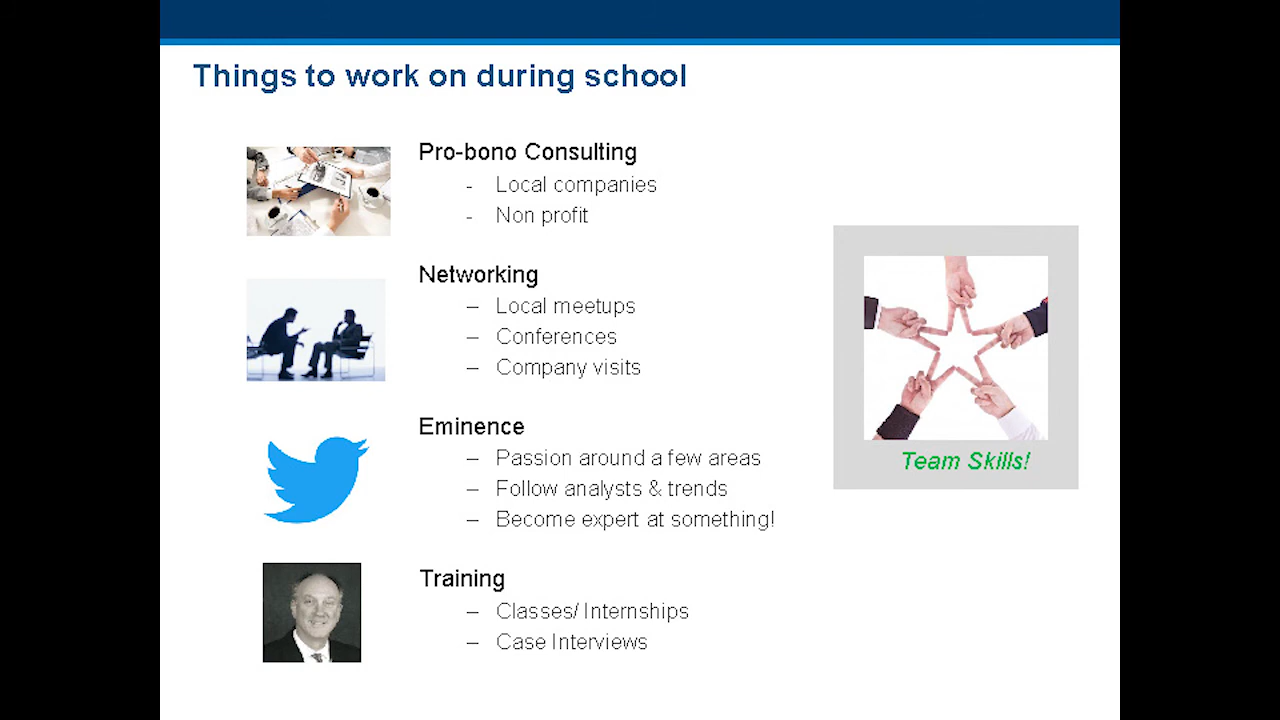 Things to work on during school
Pro-bono Consulting
- Local companies
- Non profit
Networking
– Local meetups
– Conferences
– Company visits
Eminence
– Passion around a few areas
– Follow analysts & trends
– Become expert at something!
Training
– Classes/ Internships
– Case Interviews
Team Skills!